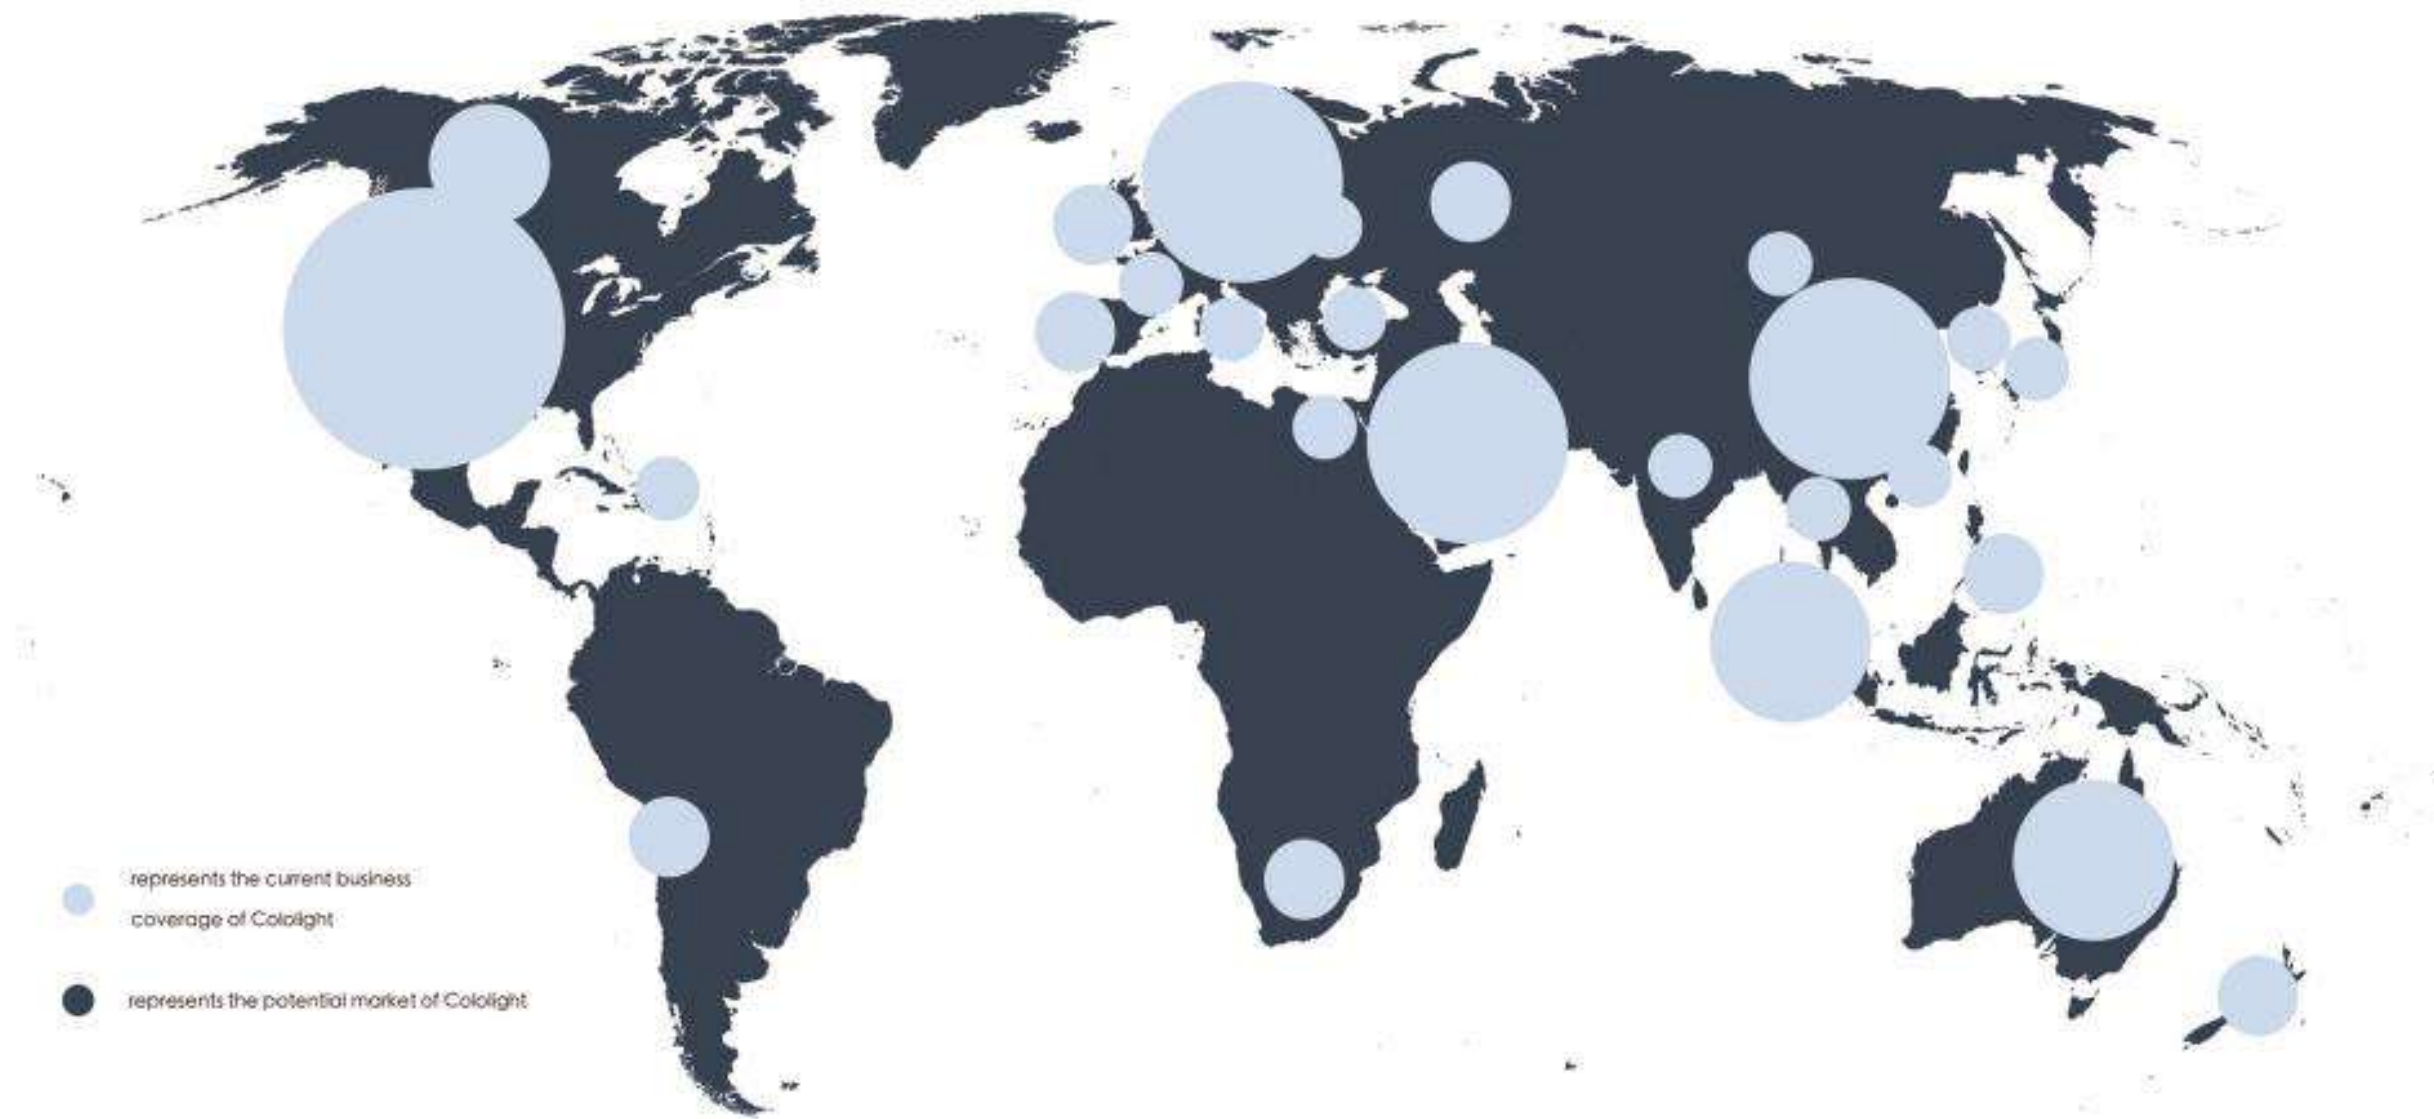 represents the current business
coverage of Cololight
represents the potential market of Cololight